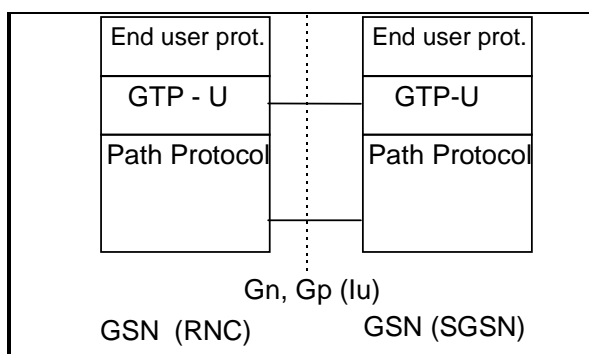 End user prot. End user prot.
GTP - U GTP-U
Path Protocol Path Protocol
Gn, Gp (Iu)
GSN (RNC) GSN (SGSN)